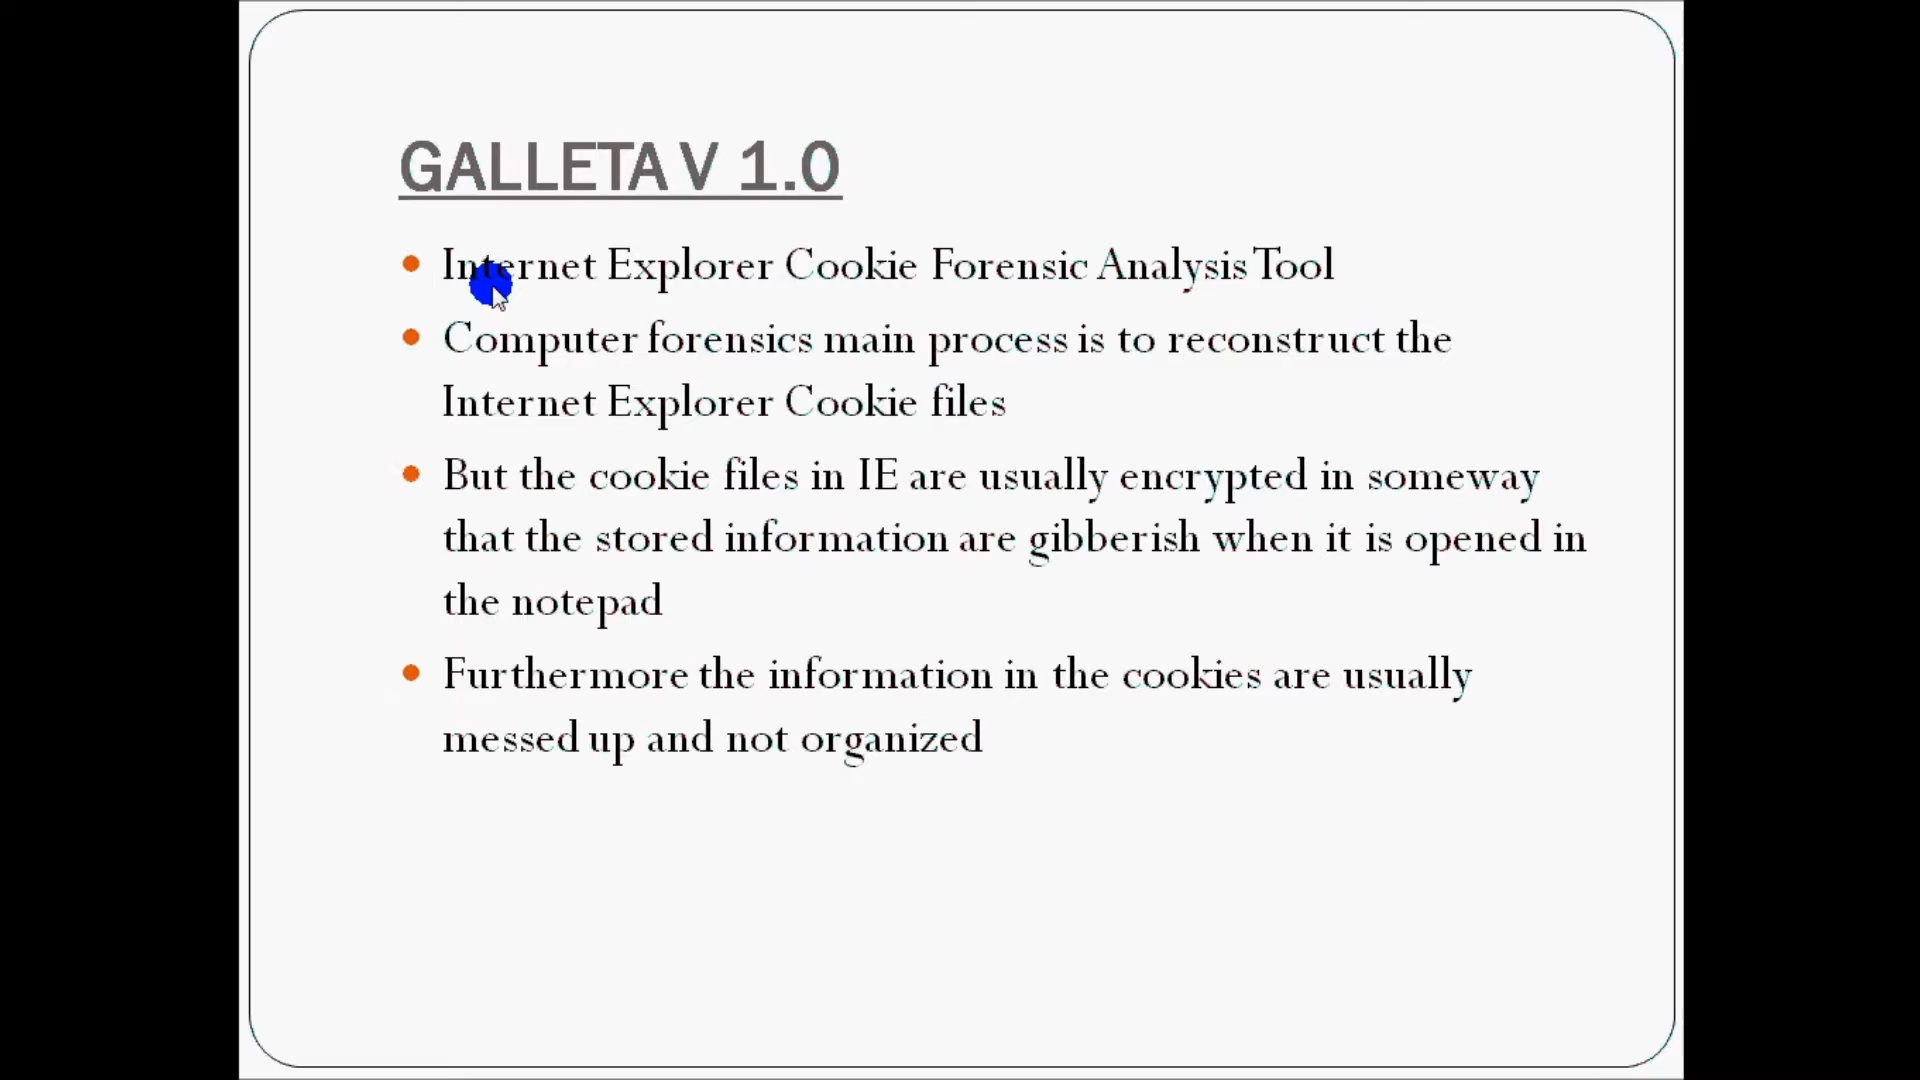 GALLETA V 1.0
Internet Explorer Cookie Forensic Analysis Tool
Computer forensics main process is to reconstruct the
Internet Explorer Cookie files
But the cookie files in IE are usually encrypted in someway
that the stored information are gibberish when it is opened in
the notepad
Furthermore the information in the cookies are usually
messed up and not organized